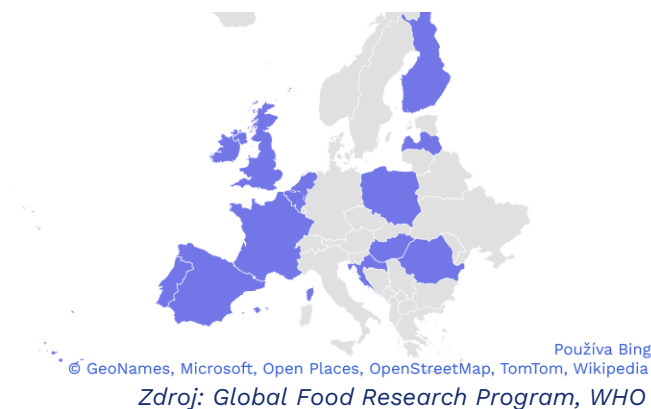 Používa Bing
© GeoNames, Microsoft, Open Places, OpenStreetMap, TomTom, Wikipedia
Zdroj: Global Food Research Program, WHO